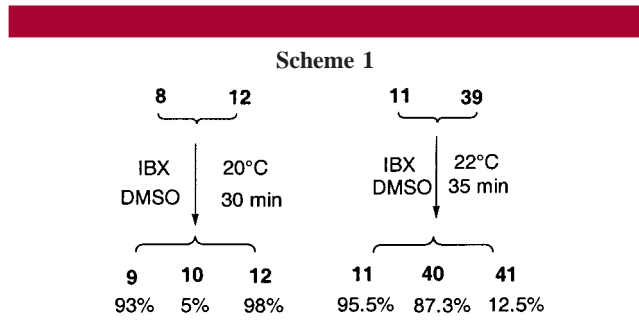 Scheme 1
8 12 11 39
IBX 20°C IBX 22°C
DMSO 30 min DMSO 35 min
9 10 12 11 40 41
93% 5% 98% 95.5% 87.3% 12.5%